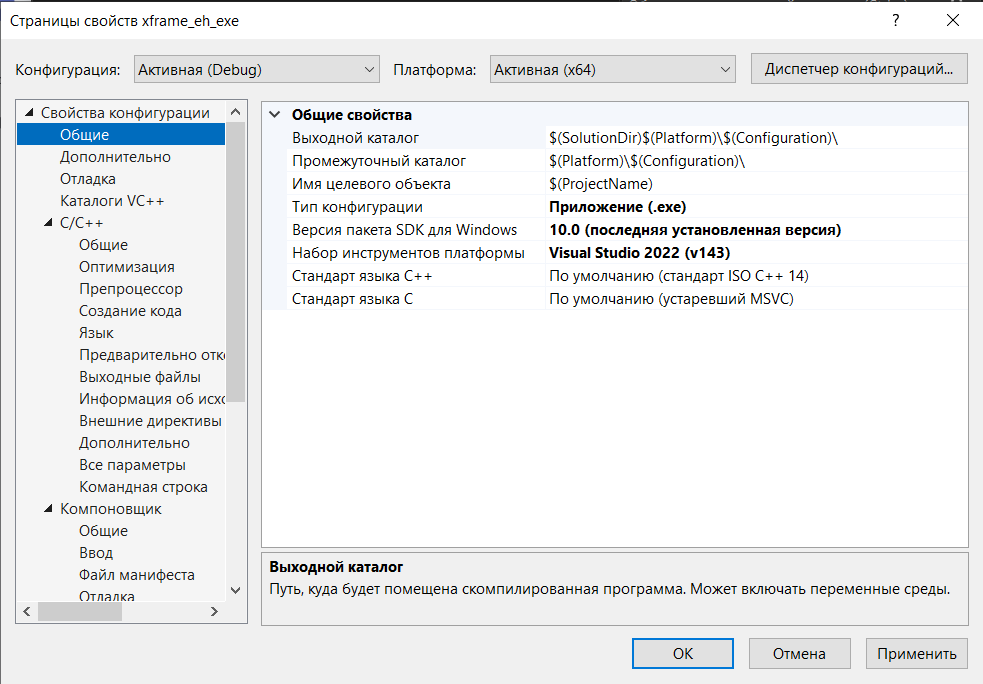 Страницы свойств xframe_eh_exe
?
Конфигурация: Активная (Debug) Платформа: Активная (x64) Диспетчер конфигураций...
Свойства конфигурации
Общие
Дополнительно
Отладка
Каталоги VC++
C/C++
Общие
Оптимизация
Препроцессор
Создание кода
Язык
Предварительно отко
Выходные файлы
Информация об исхо
Внешние директивы
Дополнительно
Все параметры
Командная строка
Компоновщик
Общие
Ввод
Файл манифеста
Отладка
Общие свойства
Выходной каталог $(SolutionDir)$(Platform)\$(Configuration)\
Промежуточный каталог $(Platform)\$(Configuration)\
Имя целевого объекта $(ProjectName)
Тип конфигурации Приложение (.exe)
Версия пакета SDK для Windows 10.0 (последняя установленная версия)
Набор инструментов платформы Visual Studio 2022 (v143)
Стандарт языка C++ По умолчанию (стандарт ISO C++ 14)
Стандарт языка C По умолчанию (устаревший MSVC)
Выходной каталог
Путь, куда будет помещена скомпилированная программа. Может включать переменные среды.
ОК Отмена Применить